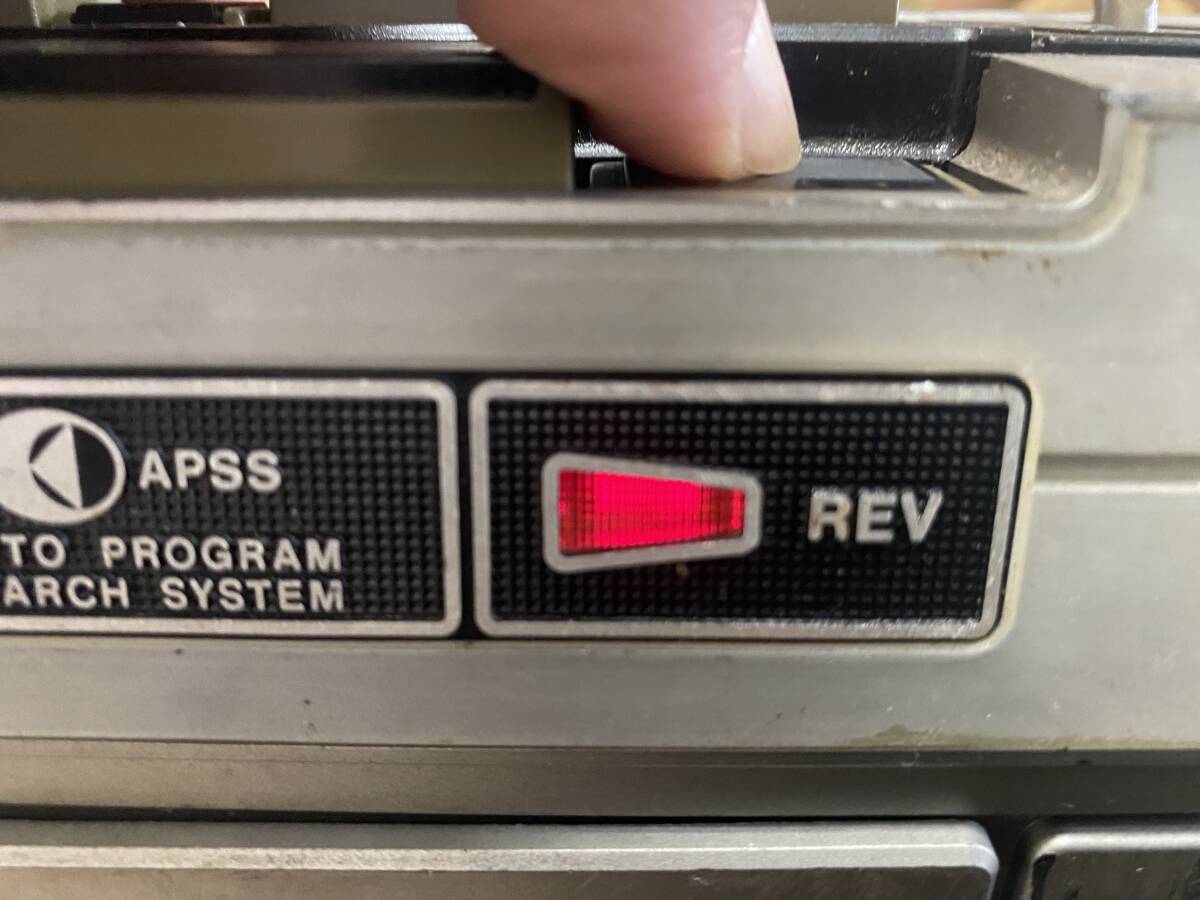 APSS
TO PROGRAM
ARCH SYSTEM
REV